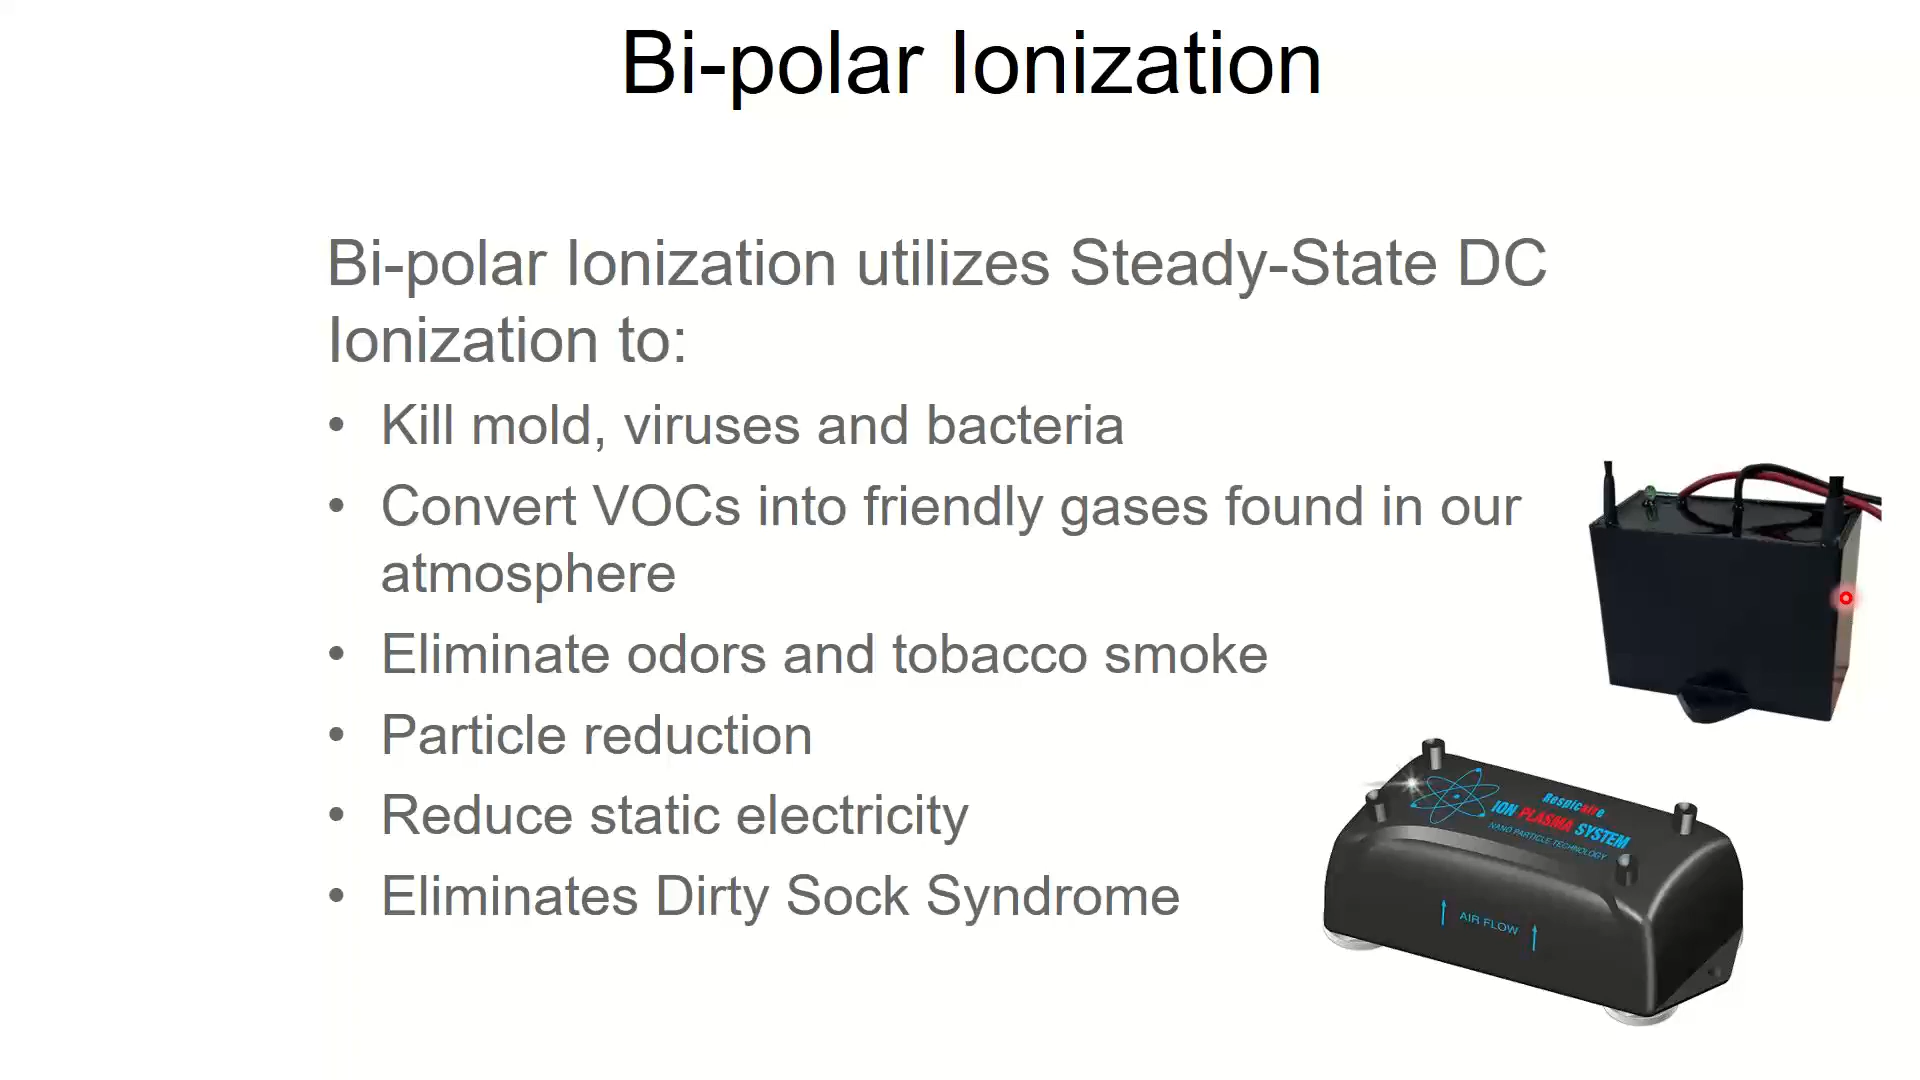 Bi-polar Ionization
Bi-polar Ionization utilizes Steady-State DC
Ionization to:
• Kill mold, viruses and bacteria
• Convert VOCs into friendly gases found in our
atmosphere
• Eliminate odors and tobacco smoke
• Particle reduction
• Reduce static electricity
• Eliminates Dirty Sock Syndrome
Respicaire
ION PLASMA SYSTEM
NANO PARTICLE TECHNOLOGY
AIR FLOW